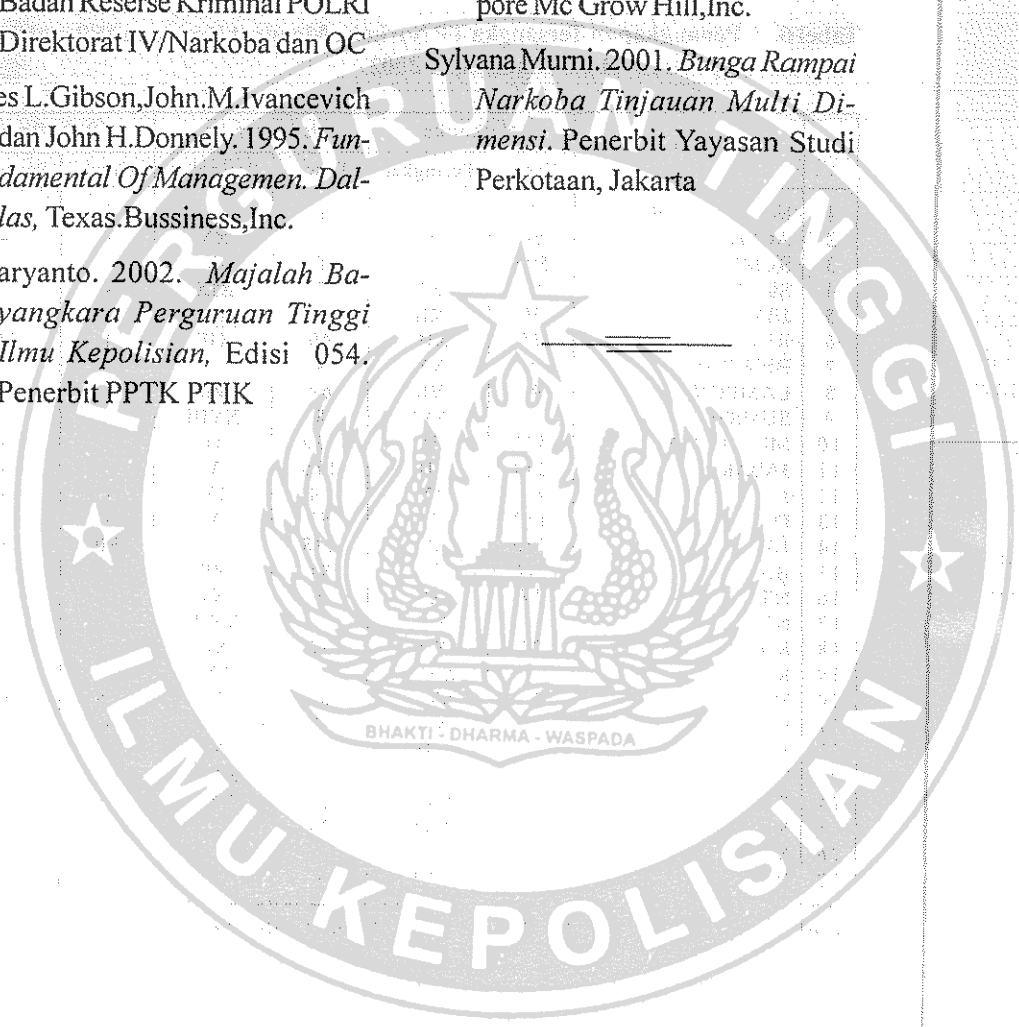 Badan Reserse Kriminal POLRI
Direktorat IV/Narkoba dan OC
es L.Gibson,John.M.Ivancevich
dan John H.Donnely. 1995. Fun-
damental Of Managemen. Dal-
las, Texas.Bussiness,Inc.
aryanto. 2002. Majalah Ba-
yangkara Perguruan Tinggi
Ilmu Kepolisian, Edisi 054.
Penerbit PPTK PTIK
pore Mc Grow Hill,Inc.
Sylvana Murni. 2001. Bunga Rampai
Narkoba Tinjauan Multi Di-
mensi. Penerbit Yayasan Studi
Perkotaan, Jakarta
PERGURUAN TINGGI
BHAKTI - DHARMA - WASPADA
ILMU KEPOLISIAN